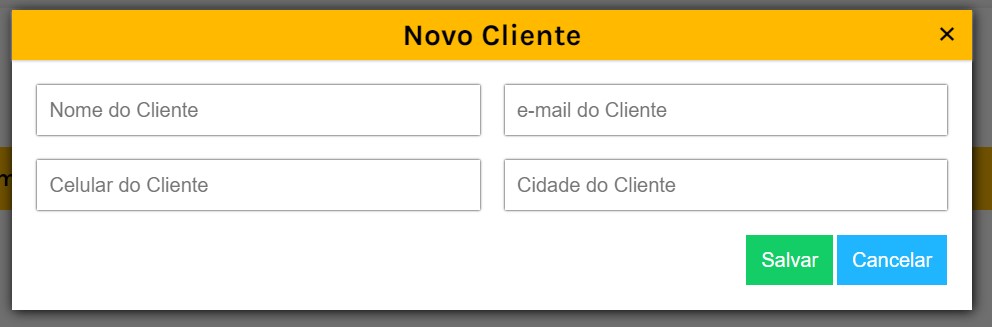 Novo Cliente ×
Nome do Cliente e-mail do Cliente
Celular do Cliente Cidade do Cliente
Salvar Cancelar